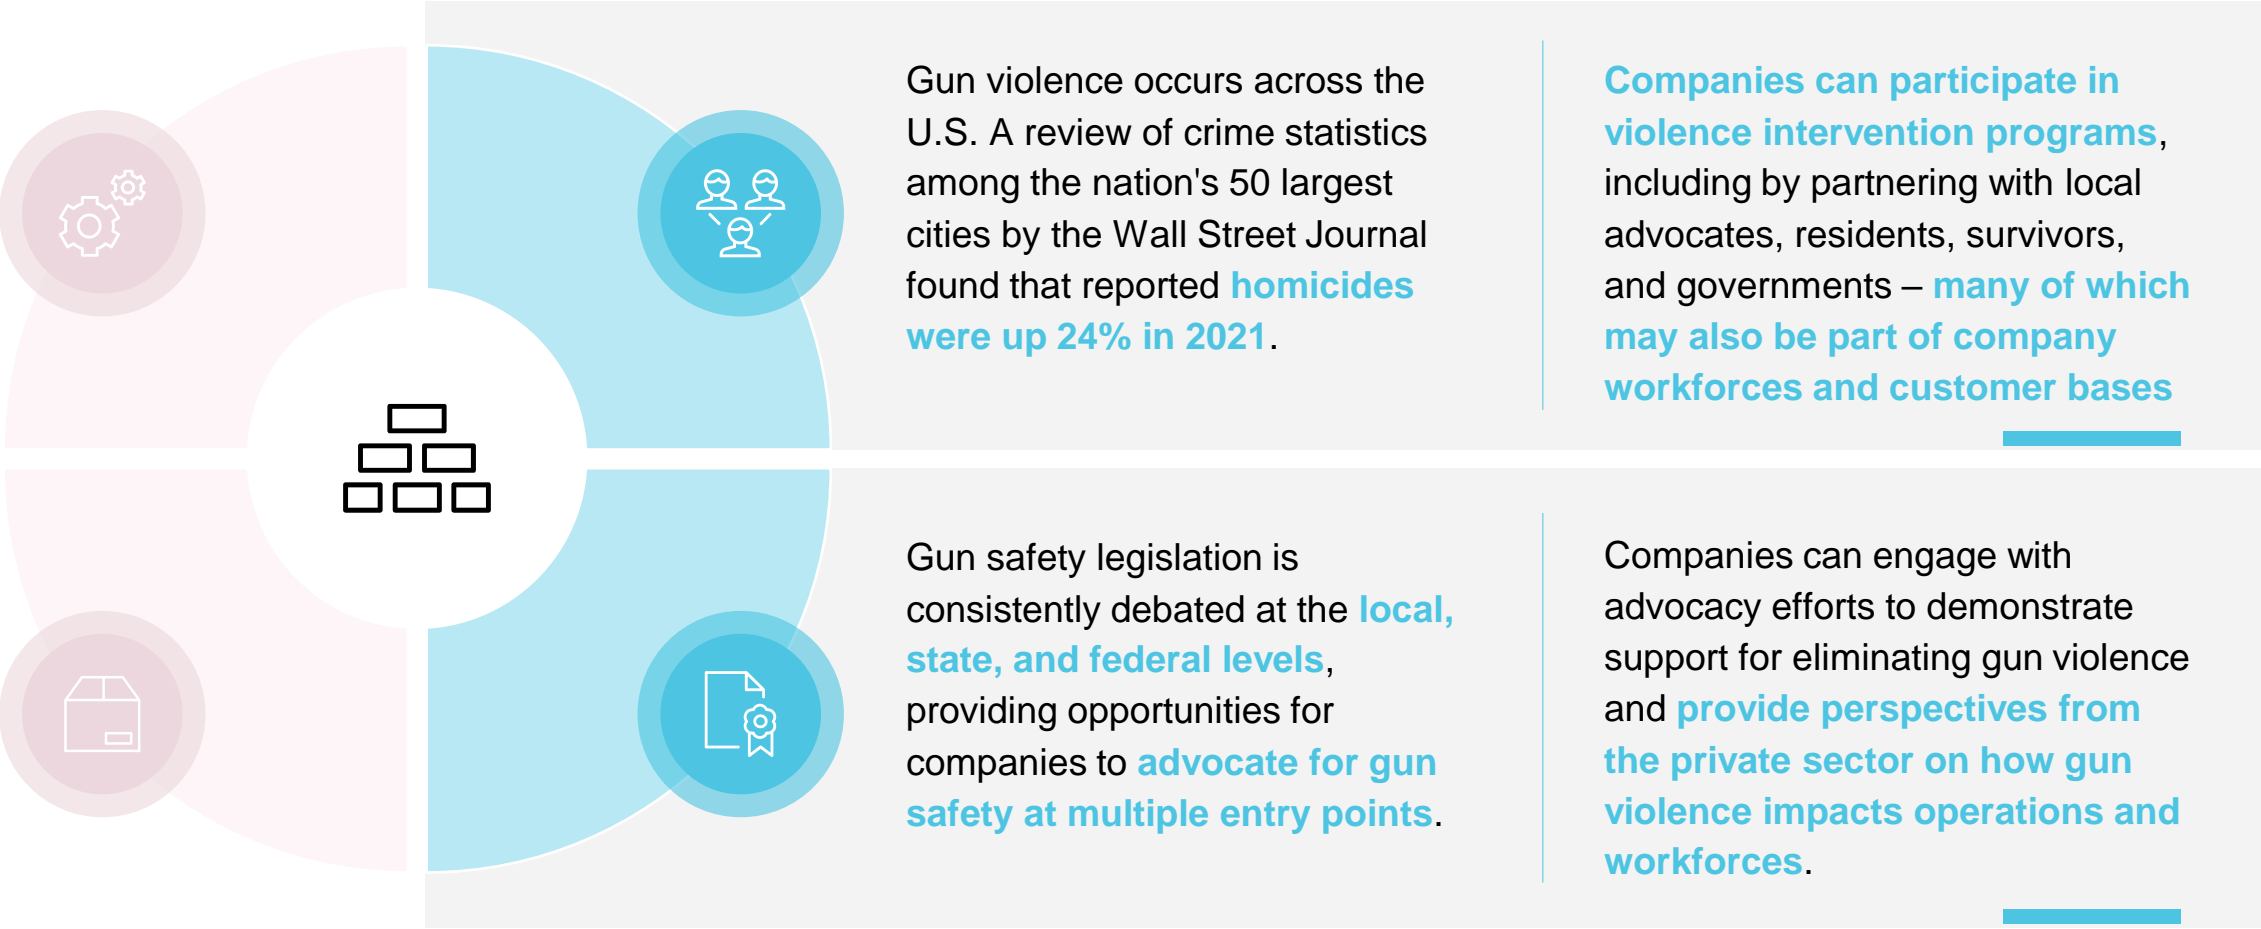 Gun violence occurs across the
U.S. A review of crime statistics
among the nation's 50 largest
cities by the Wall Street Journal
found that reported homicides
were up 24% in 2021.
Companies can participate in
violence intervention programs,
including by partnering with local
advocates, residents, survivors,
and governments – many of which
may also be part of company
workforces and customer bases
Gun safety legislation is
consistently debated at the local,
state, and federal levels,
providing opportunities for
companies to advocate for gun
safety at multiple entry points.
Companies can engage with
advocacy efforts to demonstrate
support for eliminating gun violence
and provide perspectives from
the private sector on how gun
violence impacts operations and
workforces.